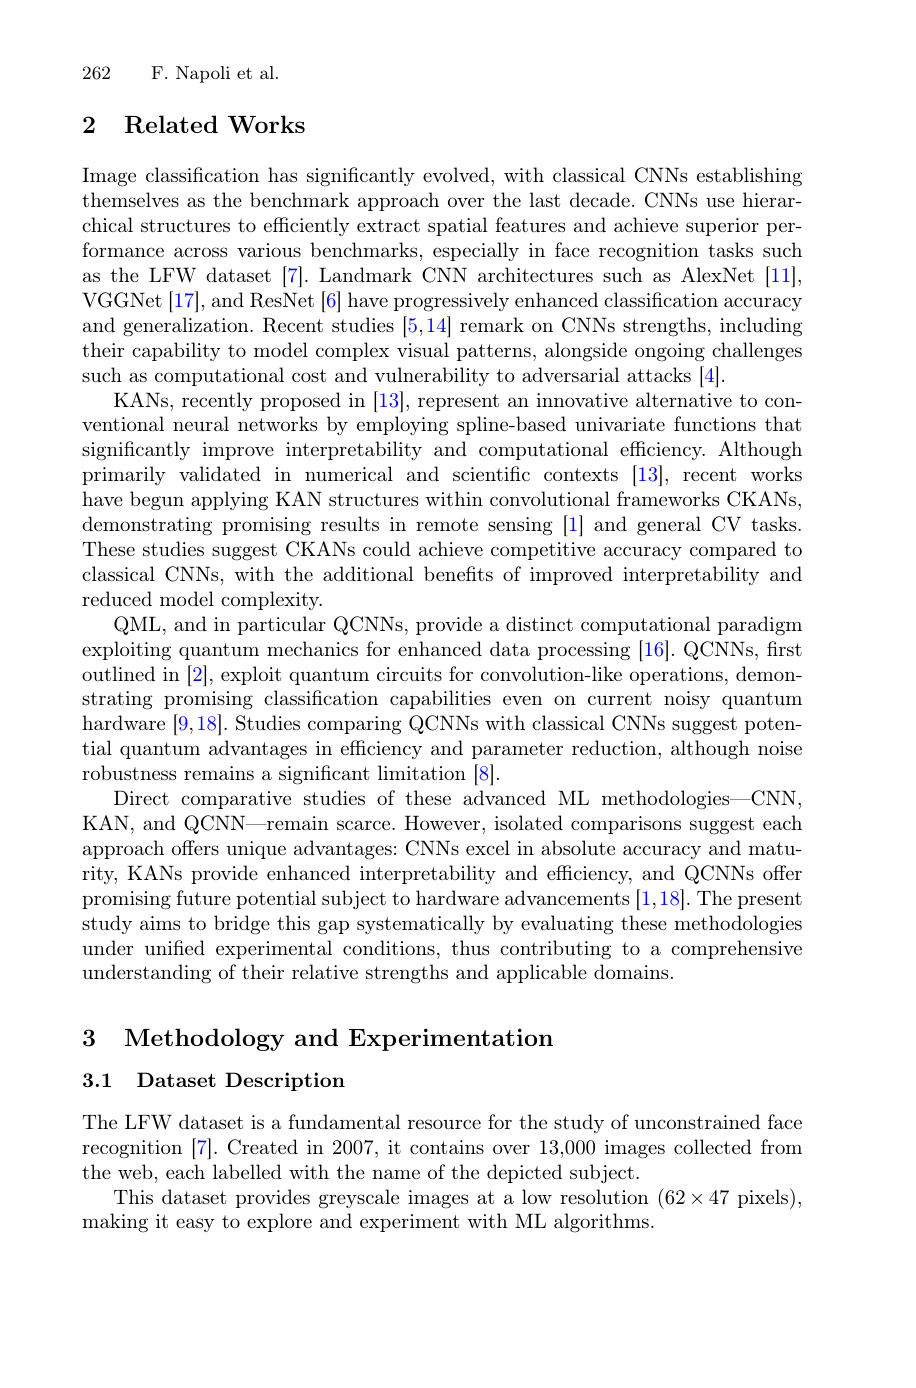 262 F. Napoli et al.
2 Related Works
Image classification has significantly evolved, with classical CNNs establishing
themselves as the benchmark approach over the last decade. CNNs use hierar-
chical structures to efficiently extract spatial features and achieve superior per-
formance across various benchmarks, especially in face recognition tasks such
as the LFW dataset [7]. Landmark CNN architectures such as AlexNet [11],
VGGNet [17], and ResNet [6] have progressively enhanced classification accuracy
and generalization. Recent studies [5,14] remark on CNNs strengths, including
their capability to model complex visual patterns, alongside ongoing challenges
such as computational cost and vulnerability to adversarial attacks [4].
KANs, recently proposed in [13], represent an innovative alternative to con-
ventional neural networks by employing spline-based univariate functions that
significantly improve interpretability and computational efficiency. Although
primarily validated in numerical and scientific contexts [13], recent works
have begun applying KAN structures within convolutional frameworks CKANs,
demonstrating promising results in remote sensing [1] and general CV tasks.
These studies suggest CKANs could achieve competitive accuracy compared to
classical CNNs, with the additional benefits of improved interpretability and
reduced model complexity.
QML, and in particular QCNNs, provide a distinct computational paradigm
exploiting quantum mechanics for enhanced data processing [16]. QCNNs, first
outlined in [2], exploit quantum circuits for convolution-like operations, demon-
strating promising classification capabilities even on current noisy quantum
hardware [9,18]. Studies comparing QCNNs with classical CNNs suggest poten-
tial quantum advantages in efficiency and parameter reduction, although noise
robustness remains a significant limitation [8].
Direct comparative studies of these advanced ML methodologies—CNN,
KAN, and QCNN—remain scarce. However, isolated comparisons suggest each
approach offers unique advantages: CNNs excel in absolute accuracy and matu-
rity, KANs provide enhanced interpretability and efficiency, and QCNNs offer
promising future potential subject to hardware advancements [1,18]. The present
study aims to bridge this gap systematically by evaluating these methodologies
under unified experimental conditions, thus contributing to a comprehensive
understanding of their relative strengths and applicable domains.
3 Methodology and Experimentation
3.1 Dataset Description
The LFW dataset is a fundamental resource for the study of unconstrained face
recognition [7]. Created in 2007, it contains over 13,000 images collected from
the web, each labelled with the name of the depicted subject.
This dataset provides greyscale images at a low resolution (62 × 47 pixels),
making it easy to explore and experiment with ML algorithms.